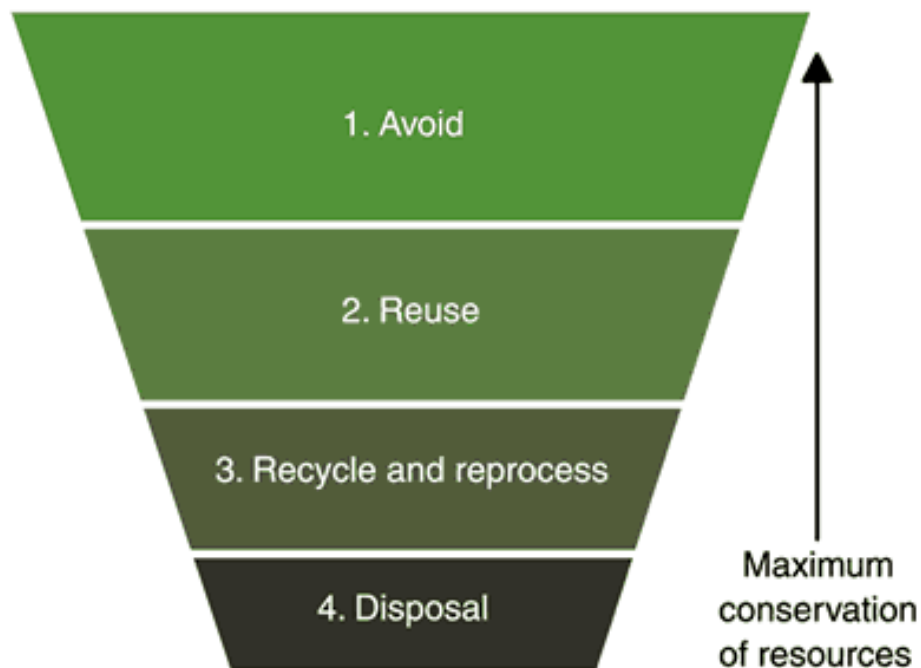 1. Avoid
2. Reuse
3. Recycle and reprocess
4. Disposal
Maximum
conservation
of resources